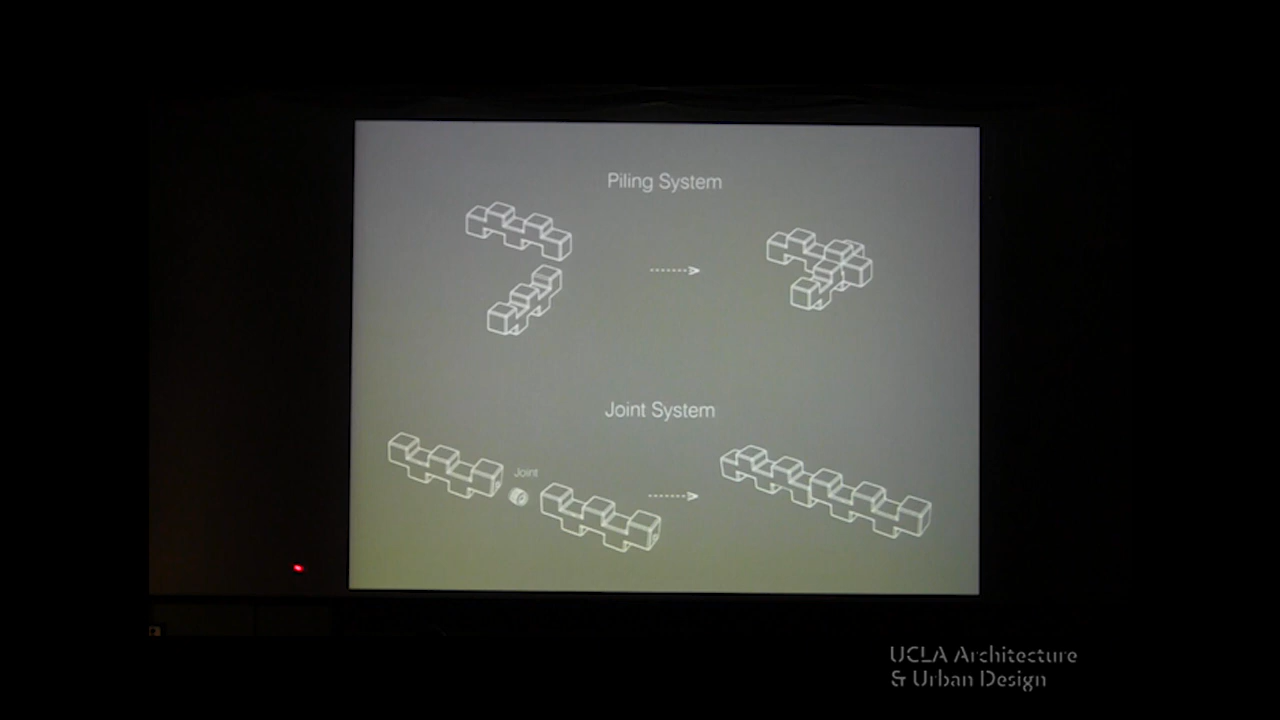 Piling System
Joint System
Joint
UCLA Architecture
& Urban Design